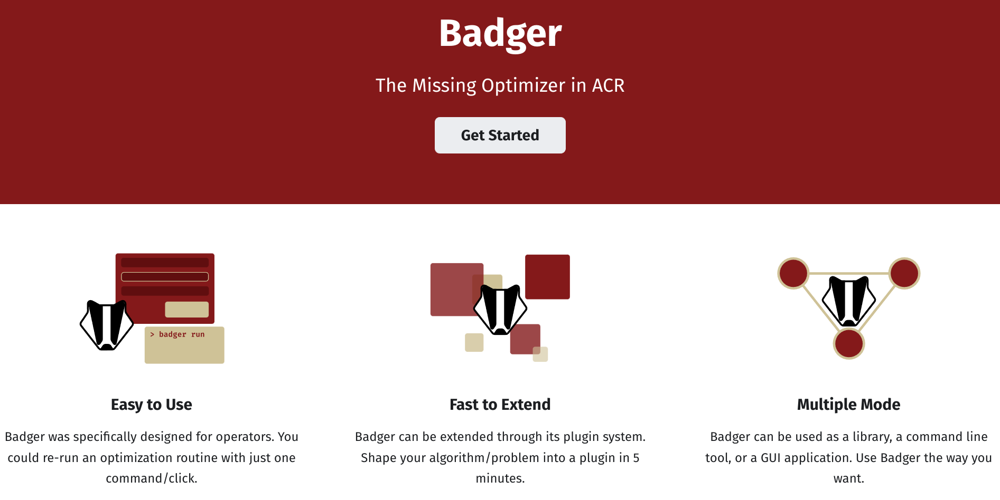 Badger
The Missing Optimizer in ACR
Get Started
> badger run
Easy to Use
Badger was specifically designed for operators. You
could re-run an optimization routine with just one
command/click.
Fast to Extend
Badger can be extended through its plugin system.
Shape your algorithm/problem into a plugin in 5
minutes.
Multiple Mode
Badger can be used as a library, a command line
tool, or a GUI application. Use Badger the way you
want.